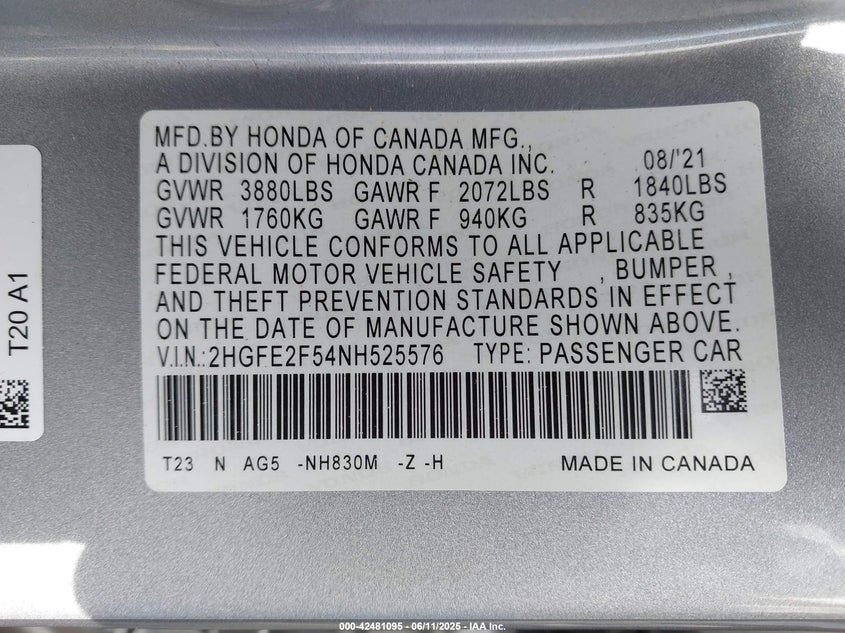 MFD.BY HONDA OF CANADA MFG.,
A DIVISION OF HONDA CANADA INC. 08/'21
GVWR 3880LBS GAWR F 2072LBS R 1840LBS
GVWR 1760KG GAWR F 940KG R 835KG
THIS VEHICLE CONFORMS TO ALL APPLICABLE
FEDERAL MOTOR VEHICLE SAFETY , BUMPER ,
AND THEFT PREVENTION STANDARDS IN EFFECT
ON THE DATE OF MANUFACTURE SHOWN ABOVE.
V.I.N.:2HGFE2F54NH525576 TYPE: PASSENGER CAR
T23 N AG5 -NH830M -Z -H MADE IN CANADA
T20 A1
000-42481095 - 06/11/2025 - IAA Inc.